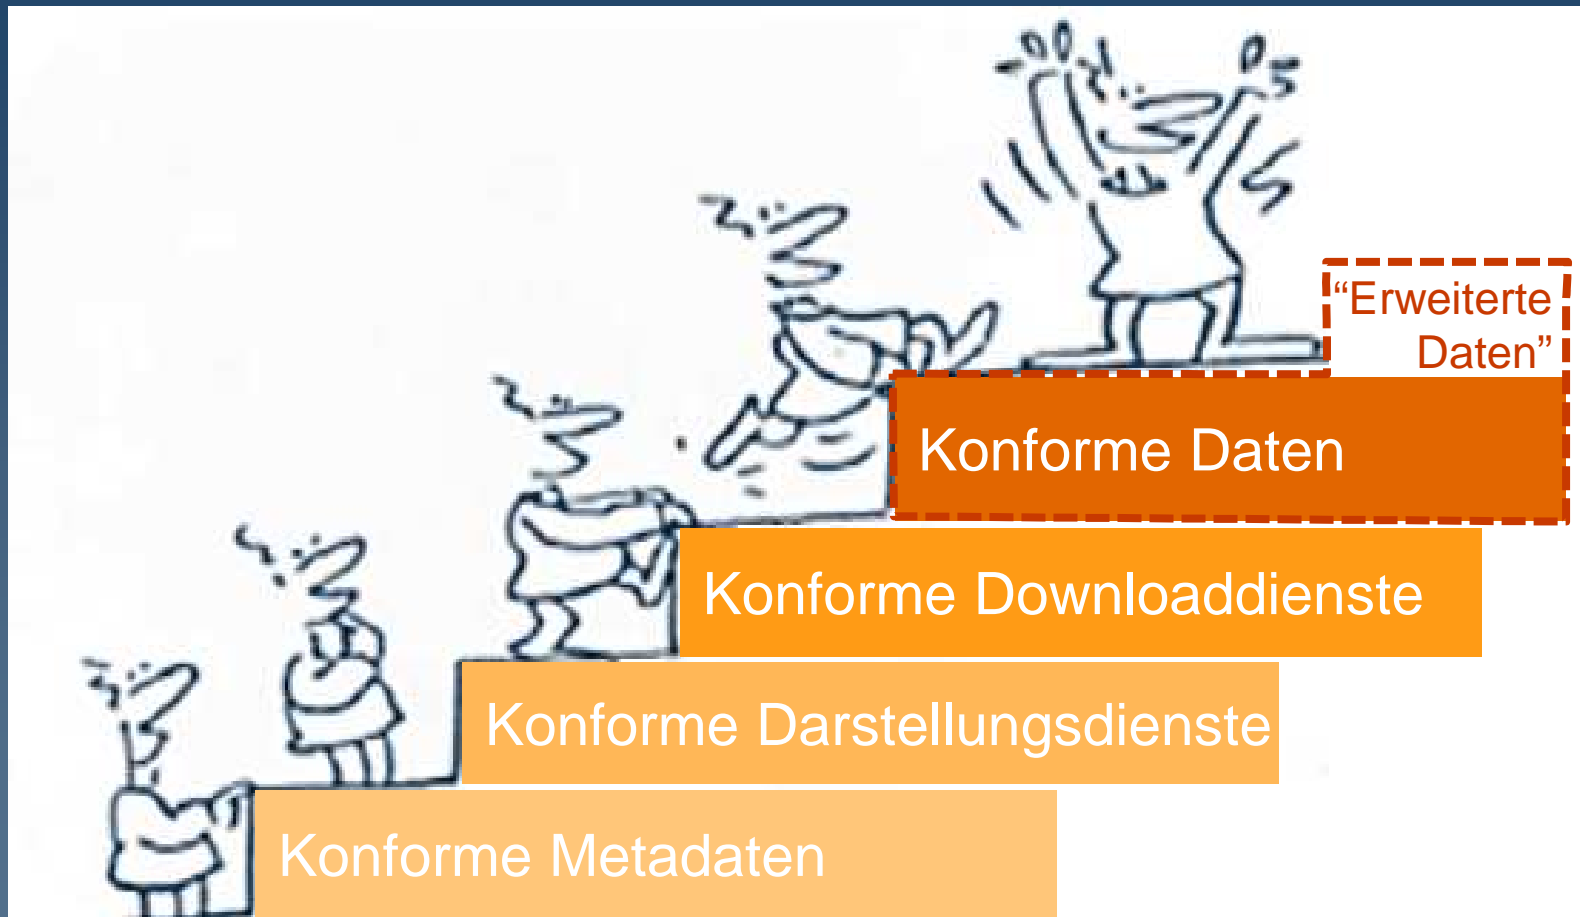 “Erweiterte
Daten”
Konforme Daten
Konforme Downloaddienste
Konforme Darstellungsdienste
Konforme Metadaten